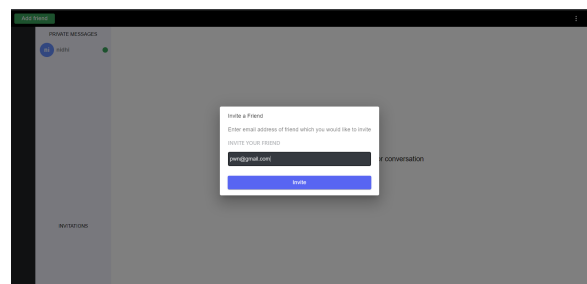 Add friend
PRIVATE MESSAGES
Invite a Friend
Enter email address of friend which you would like to invite
INVITE YOUR FRIEND
pwn@gmail.com
conversation
Invite
INVITATIONS